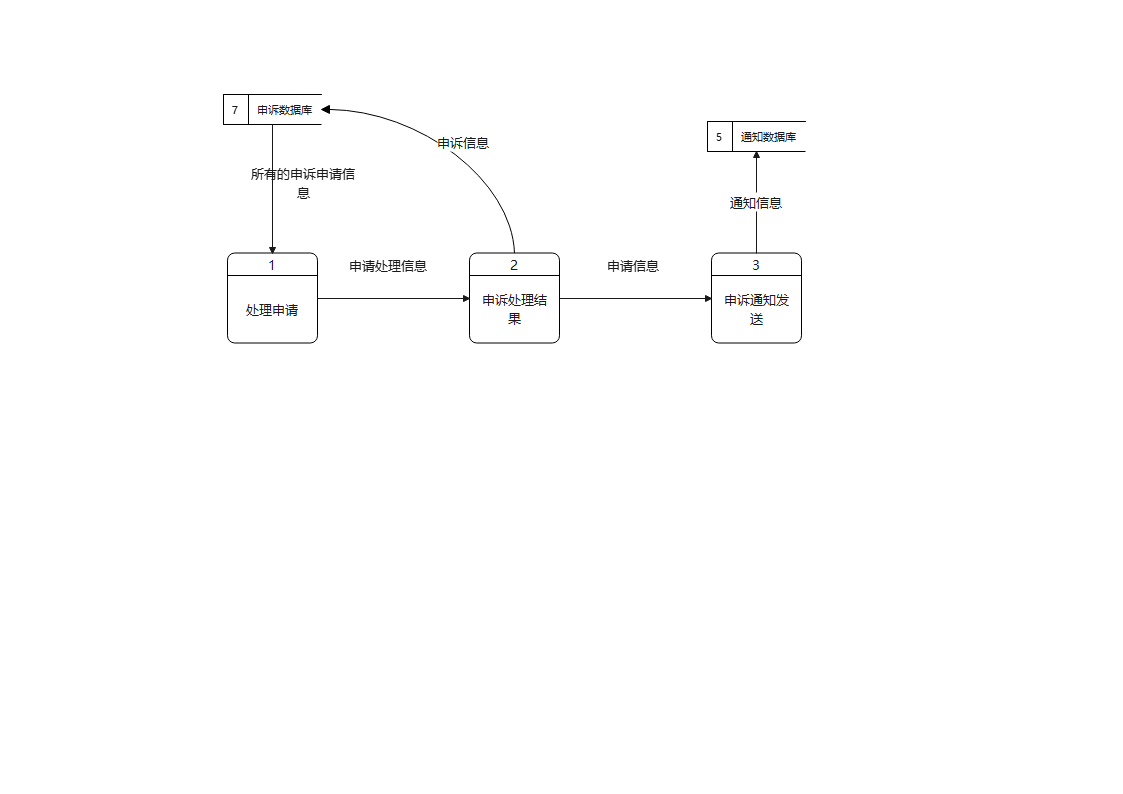 7 申诉数据库
申诉信息
5 通知数据库
所有的申诉申请信
息
通知信息
1
申请处理信息
2
申请信息
3
处理申请
申诉处理结
果
申诉通知发
送